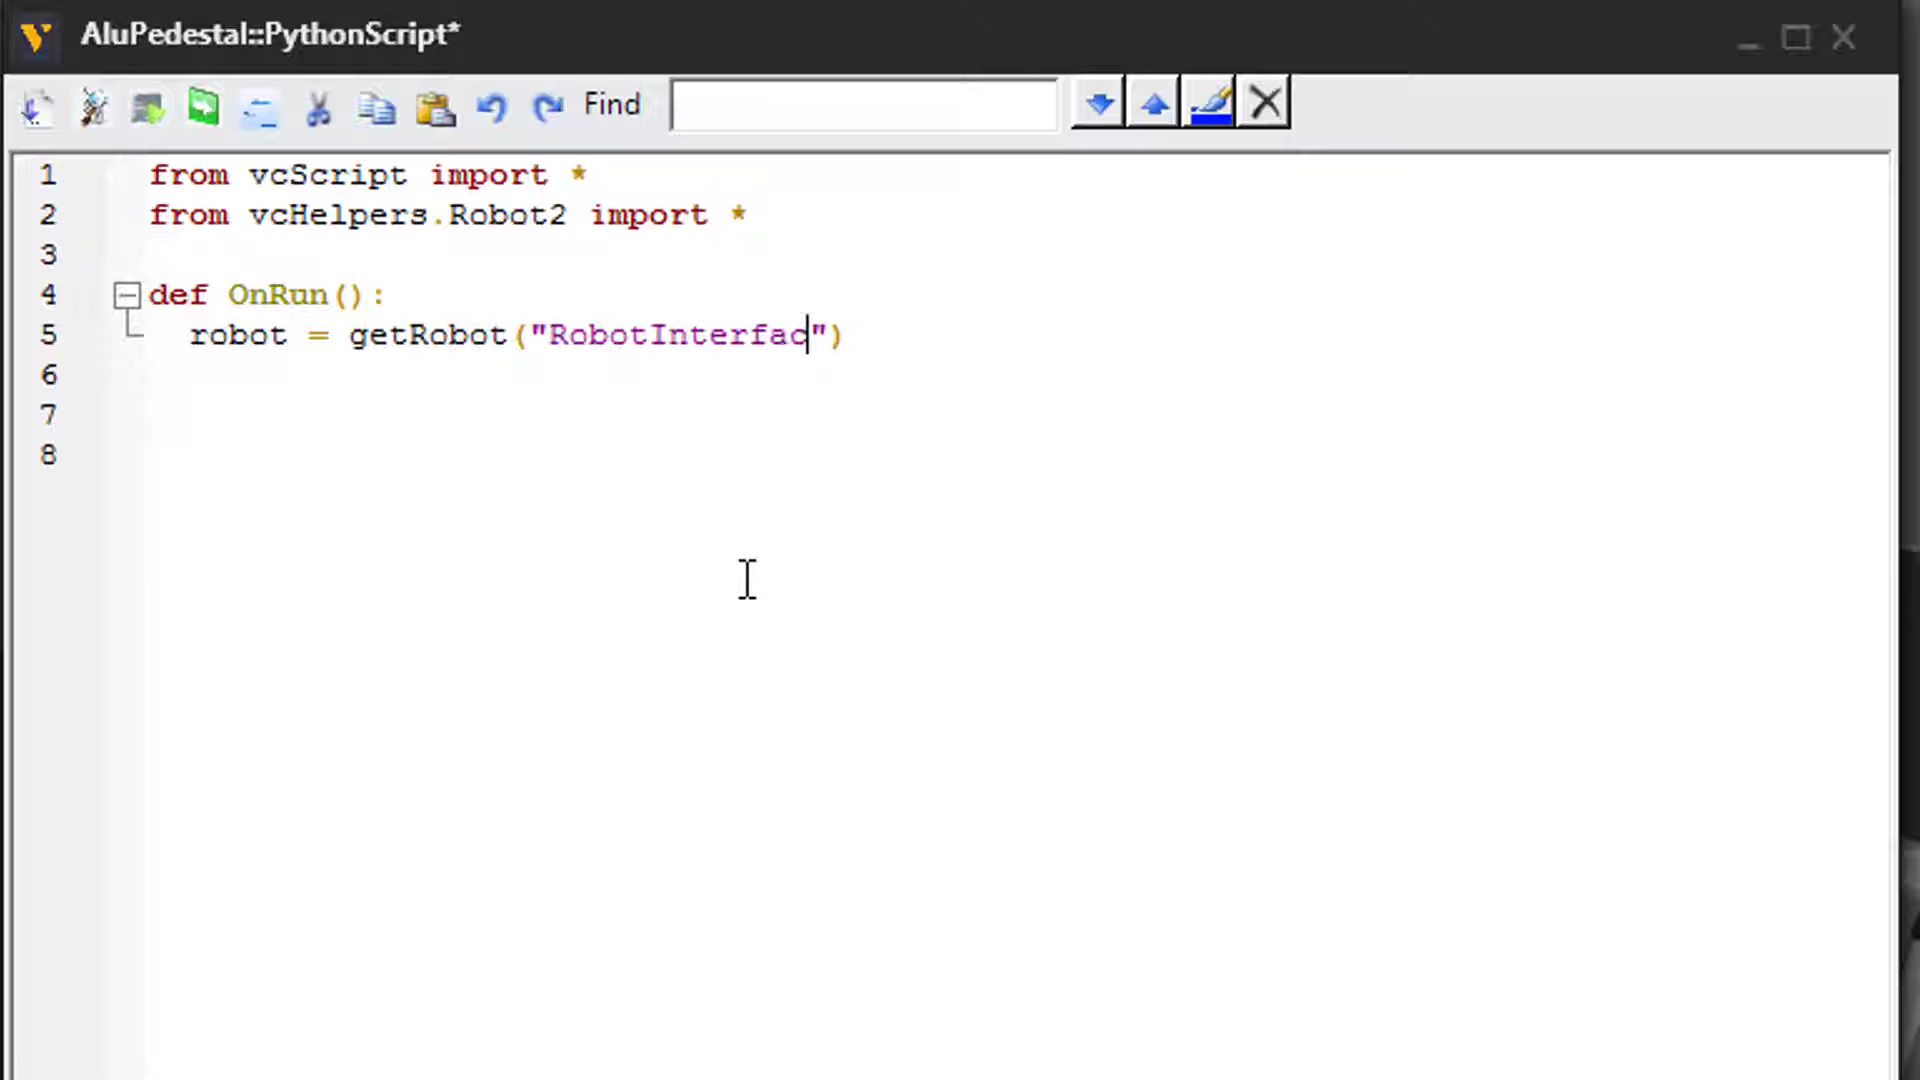 AluPedestal::PythonScript*
Find
1 from vcScript import *
2 from vcHelpers.Robot2 import *
3
4 def OnRun():
5 robot = getRobot("RobotInterfac")
6
7
8